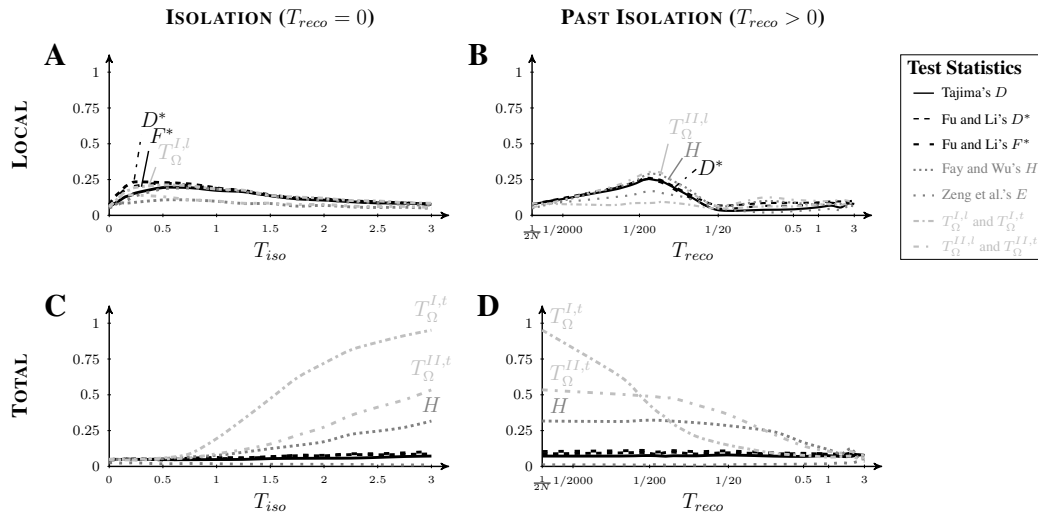 ISOLATION (T_reco = 0)
PAST ISOLATION (T_reco > 0)
LOCAL
A
1
0.75
0.5
0.25
0
D*
F*
T_Ω^{I,l}
0 0.5 1 1.5 2 2.5 3
T_iso
B
1
0.75
0.5
0.25
0
T_Ω^{II,l}
H
D*
1/2N 1/2000 1/200 1/20 0.5 1 3
T_reco
Test Statistics
Tajima's D
Fu and Li's D*
Fu and Li's F*
Fay and Wu's H
Zeng et al.'s E
T_Ω^{I,l} and T_Ω^{I,t}
T_Ω^{II,l} and T_Ω^{II,t}
TOTAL
C
1
0.75
0.5
0.25
0
T_Ω^{I,t}
T_Ω^{II,t}
H
0 0.5 1 1.5 2 2.5 3
T_iso
D
1
0.75
0.5
0.25
0
T_Ω^{I,t}
T_Ω^{II,t}
H
1/2N 1/2000 1/200 1/20 0.5 1 3
T_reco